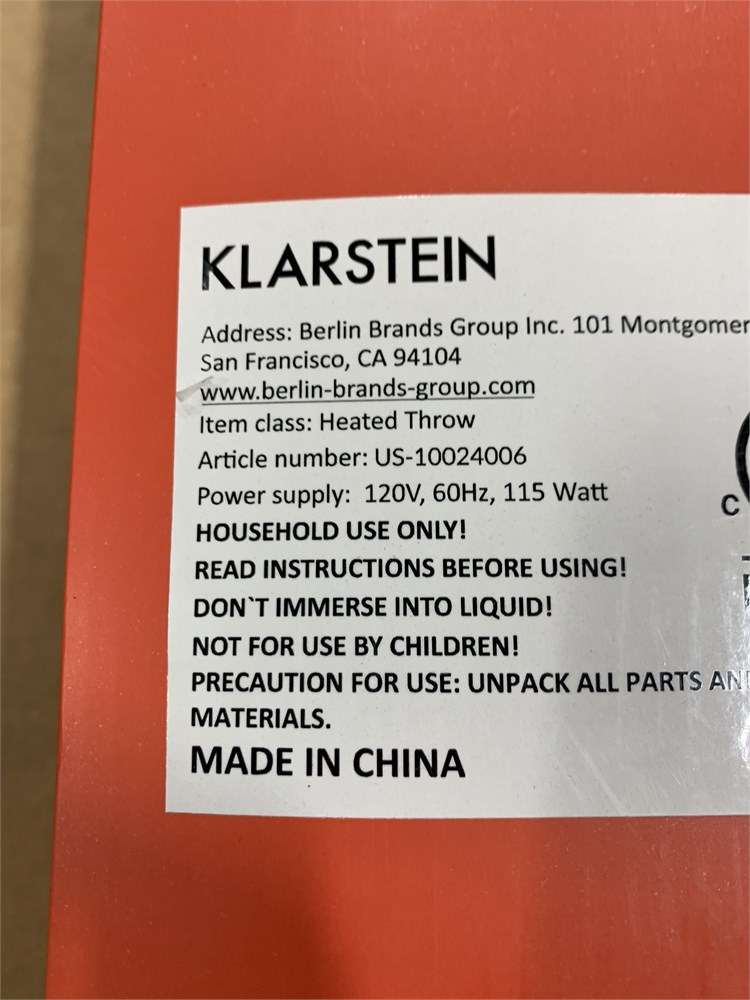 KLARSTEIN
Address: Berlin Brands Group Inc. 101 Montgomer
San Francisco, CA 94104
www.berlin-brands-group.com
Item class: Heated Throw
Article number: US-10024006
Power supply: 120V, 60Hz, 115 Watt
HOUSEHOLD USE ONLY!
READ INSTRUCTIONS BEFORE USING!
DON`T IMMERSE INTO LIQUID!
NOT FOR USE BY CHILDREN!
PRECAUTION FOR USE: UNPACK ALL PARTS AN
MATERIALS.
MADE IN CHINA
C